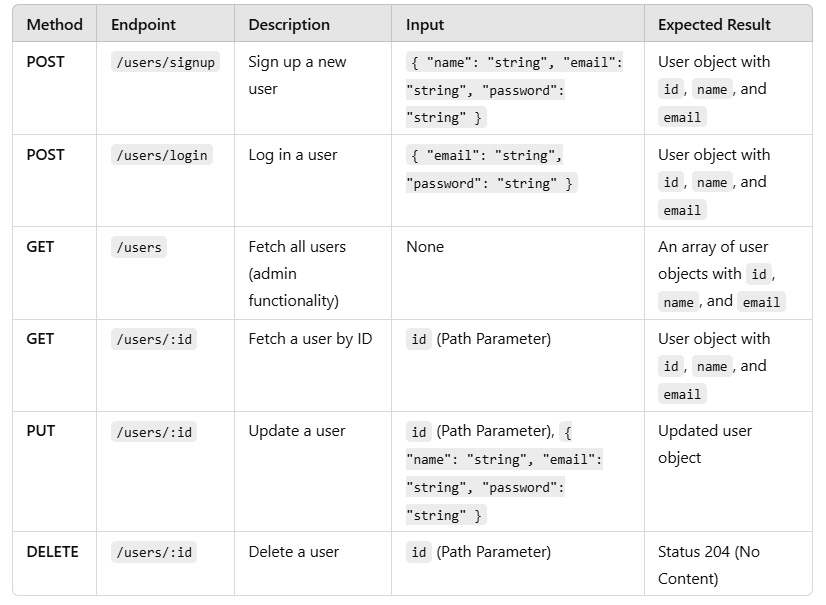 Method Endpoint Description Input Expected Result
POST /users/signup Sign up a new user { "name": "string", "email": "string", "password": "string" } User object with id, name, and email
POST /users/login Log in a user { "email": "string", "password": "string" } User object with id, name, and email
GET /users Fetch all users (admin functionality) None An array of user objects with id, name, and email
GET /users/:id Fetch a user by ID id (Path Parameter) User object with id, name, and email
PUT /users/:id Update a user id (Path Parameter), { "name": "string", "email": "string", "password": "string" } Updated user object
DELETE /users/:id Delete a user id (Path Parameter) Status 204 (No Content)